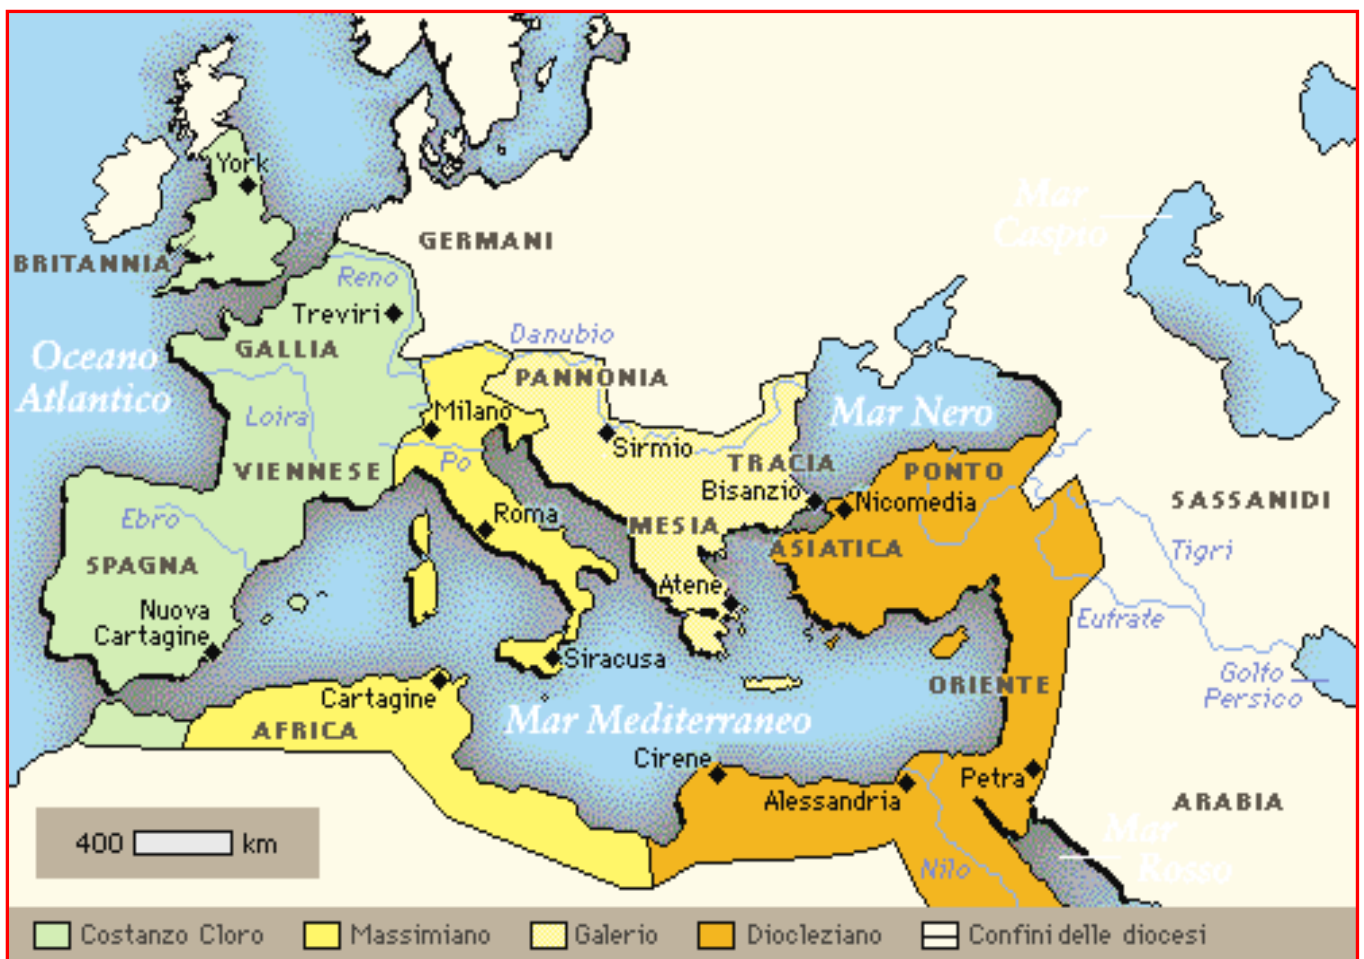 York
Mar
Caspio
GERMANI
BRITANNIA
Reno
Treviri
Danubio
GALLIA
Oceano
Atlantico
PANNONIA
Loira
Milano
Mar Nero
Sirmio
Po
TRACIA
PONTO
VIENNESE
Bisanzio
Nicomedia
SASSANIDI
Ebro
Roma
MESIA
ASIATICA
Tigri
SPAGNA
Atene
Nuova
Cartagine
Eufrate
Siracusa
Golfo
Persico
ORIENTE
Cartagine
AFRICA
Mar Mediterraneo
Cirene
Petra
Alessandria
ARABIA
Mar
Rosso
400 km
Nilo
Costanzo Cloro
Massimiano
Galerio
Diocleziano
Confini delle diocesi